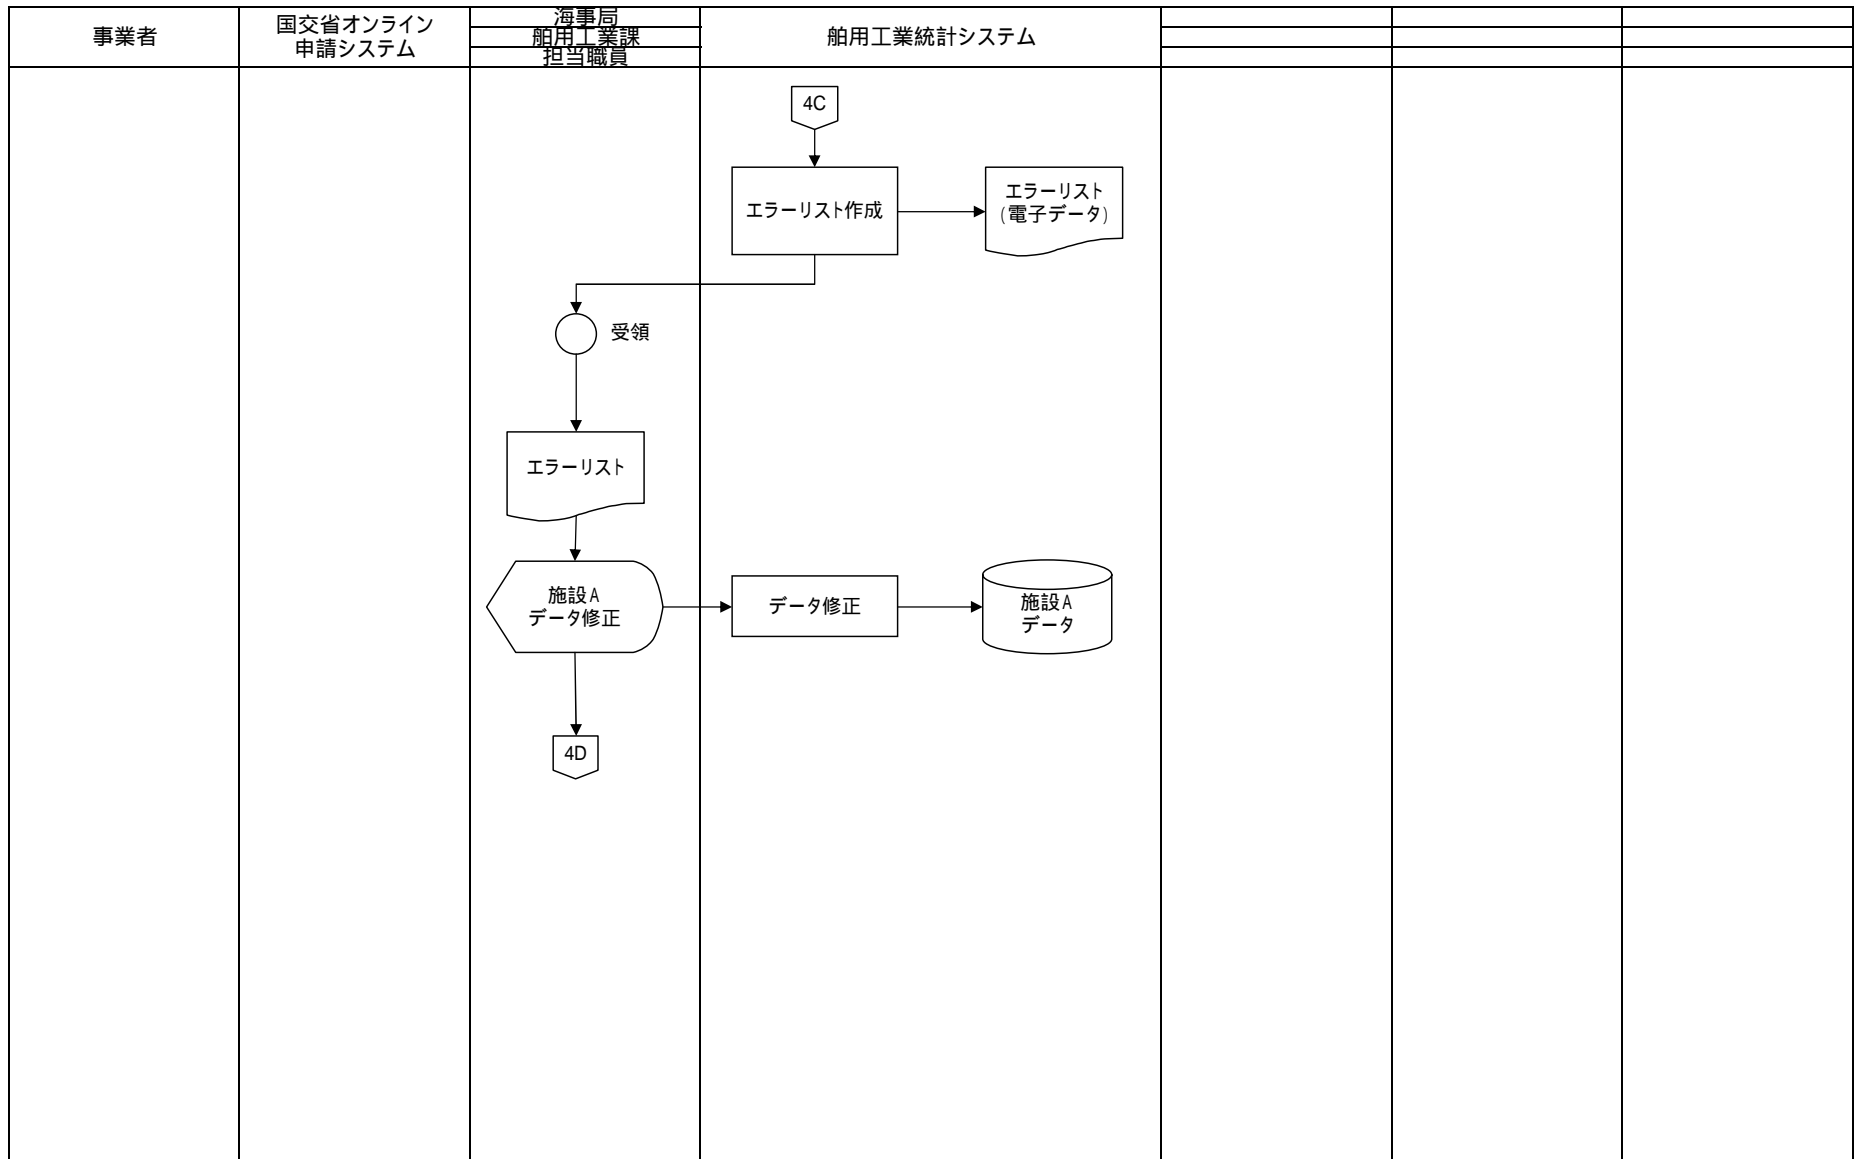 事業者
国交省オンライン
申請システム
海事局
舶用工業課
担当職員
舶用工業統計システム
4C
エラーリスト作成
エラーリスト
(電子データ)
受領
エラーリスト
施設A
データ修正
データ修正
施設A
データ
4D